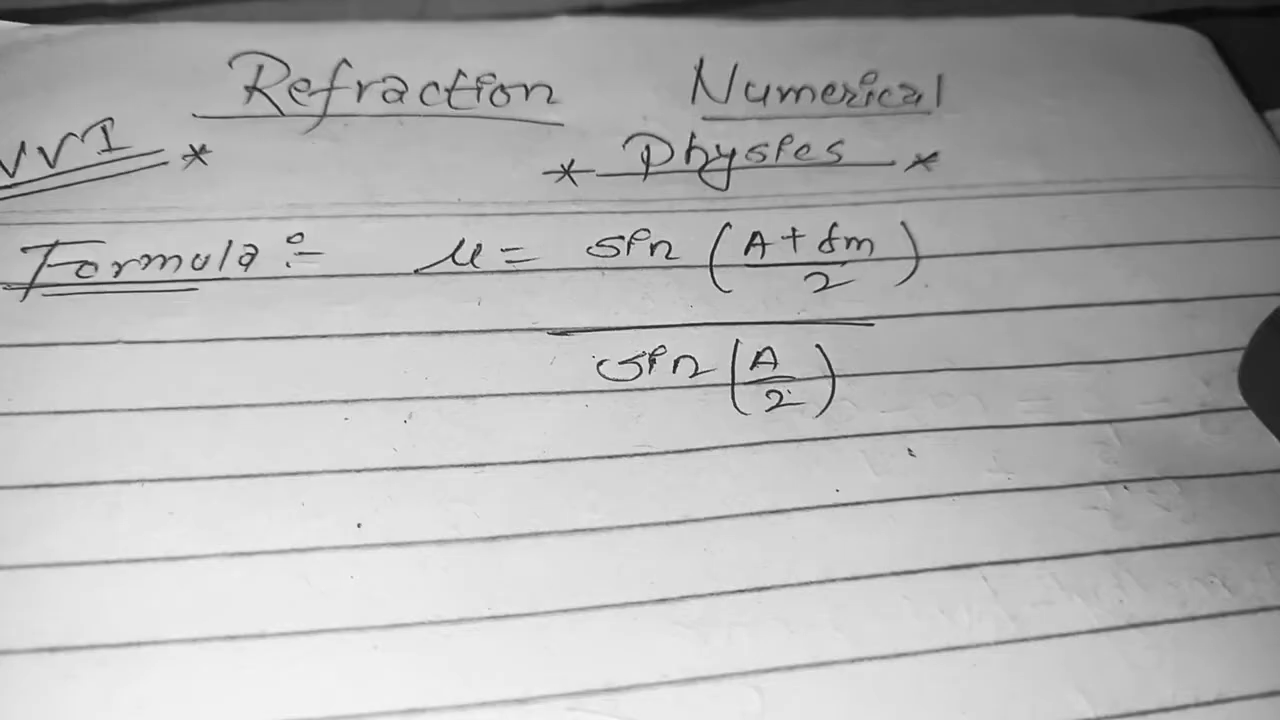 Refraction Numerical
VVI * * Physics *
Formula :- μ = sin (A + δm / 2)
sin (A / 2)